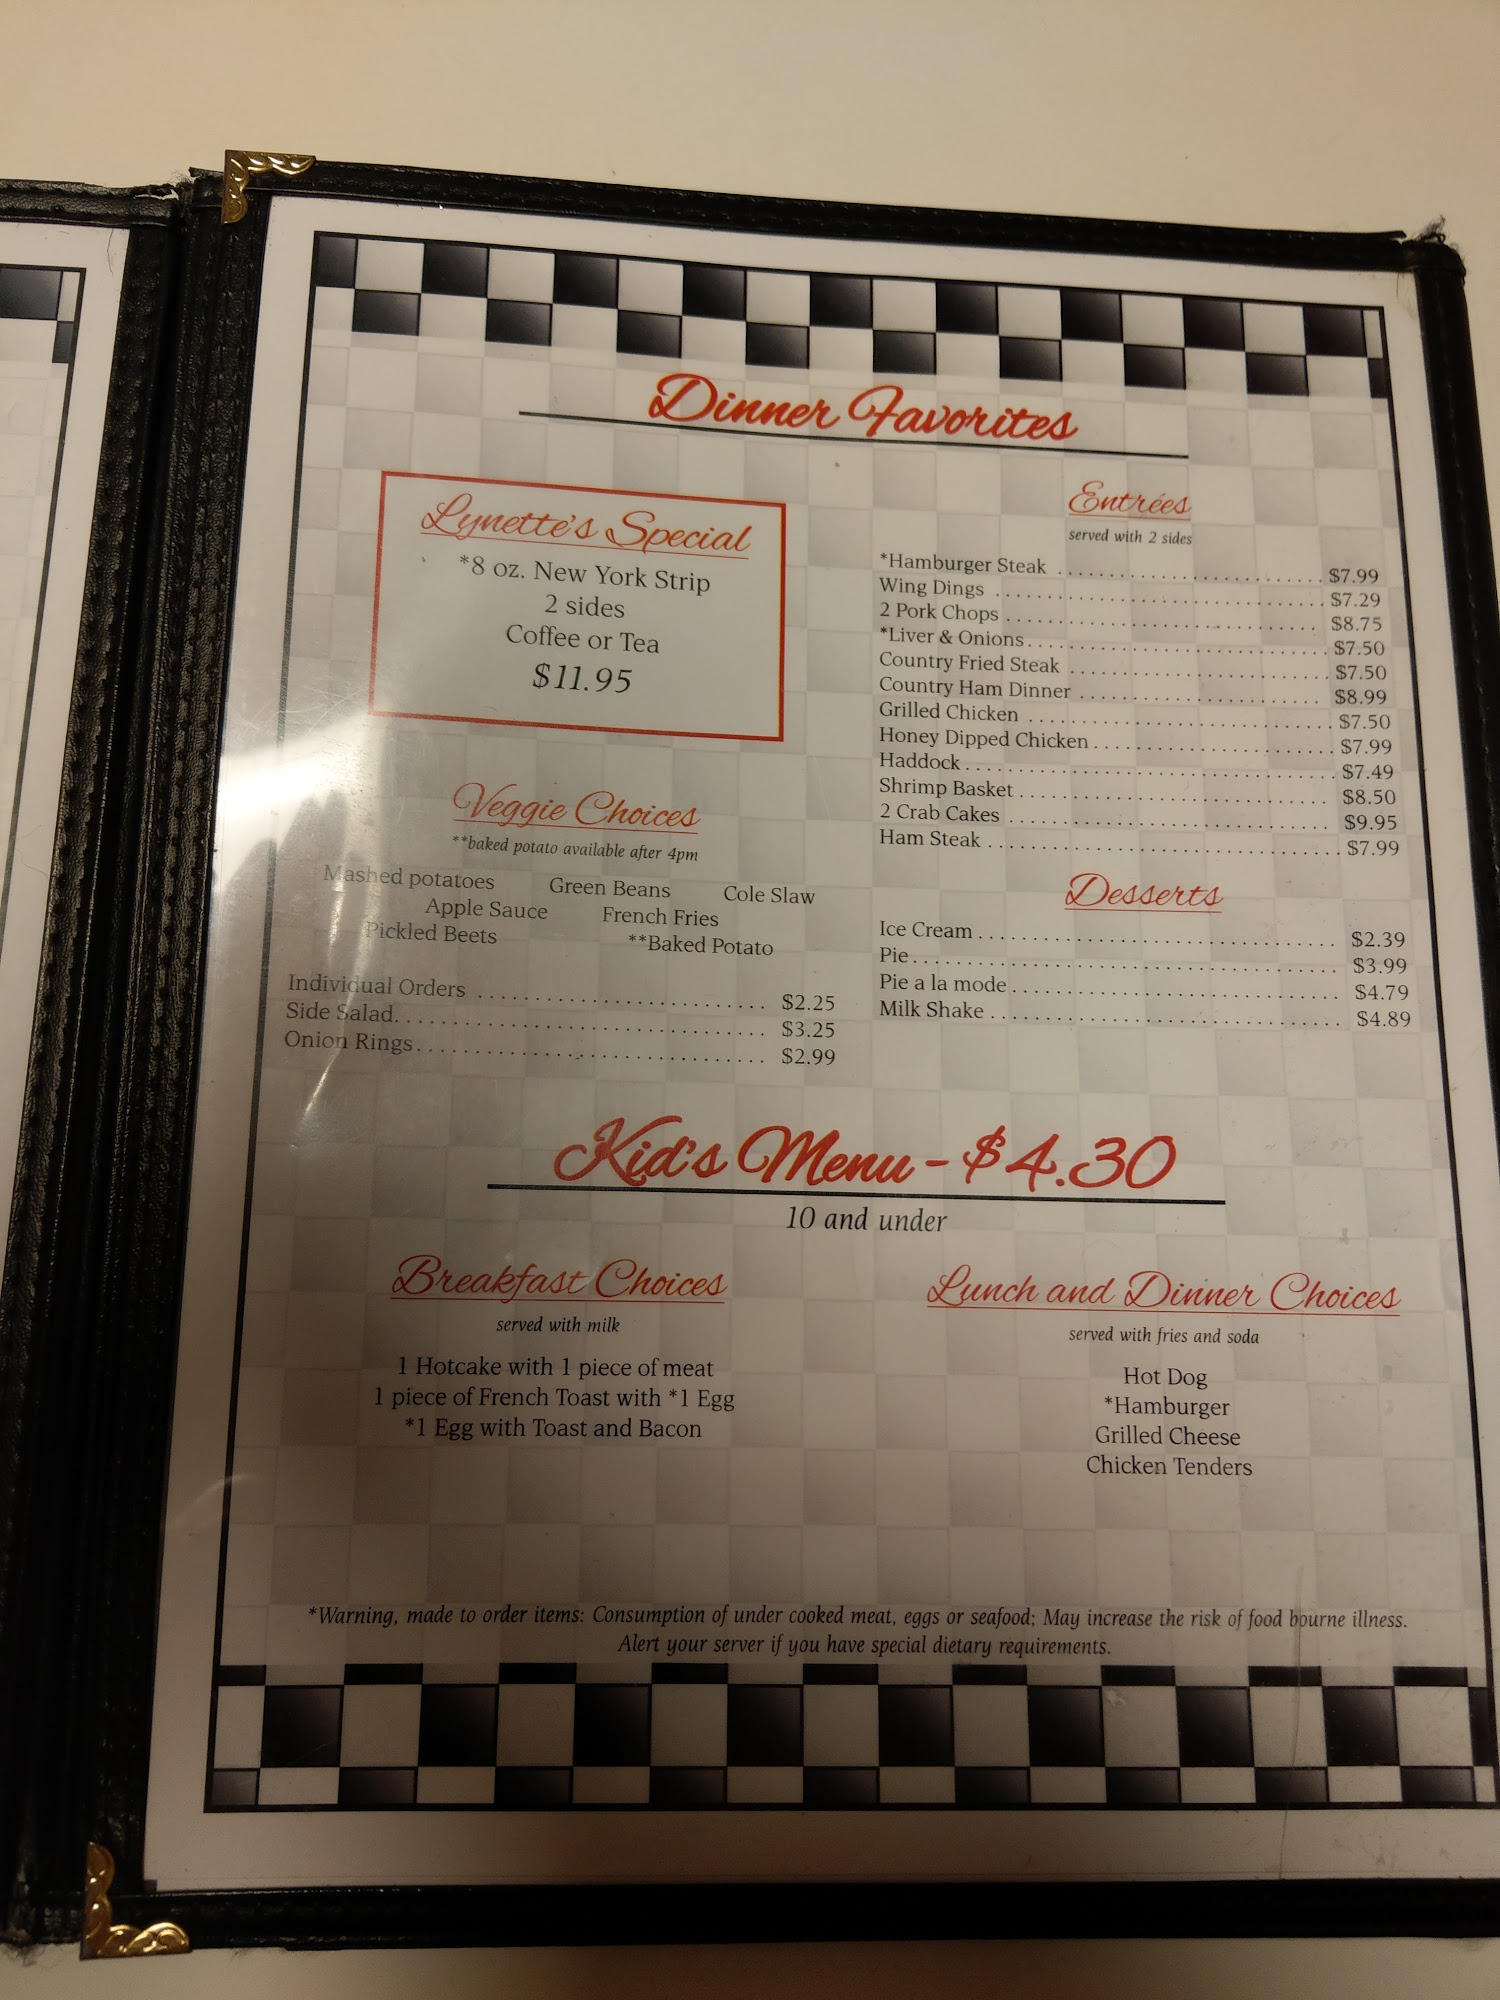 Dinner Favorites
Lynette's Special
*8 oz. New York Strip
2 sides
Coffee or Tea
$11.95
Veggie Choices
**baked potato available after 4pm
Mashed potatoes Green Beans Cole Slaw
Apple Sauce French Fries
Pickled Beets **Baked Potato
Individual Orders $2.25
Side Salad $3.25
Onion Rings $2.99
Entrées
served with 2 sides
*Hamburger Steak $7.99
Wing Dings $7.29
2 Pork Chops $8.75
*Liver & Onions $7.50
Country Fried Steak $7.50
Country Ham Dinner $8.99
Grilled Chicken $7.50
Honey Dipped Chicken $7.99
Haddock $7.49
Shrimp Basket $8.50
2 Crab Cakes $9.95
Ham Steak $7.99
Desserts
Ice Cream $2.39
Pie $3.99
Pie a la mode $4.79
Milk Shake $4.89
Kid's Menu - $4.30
10 and under
Breakfast Choices
served with milk
1 Hotcake with 1 piece of meat
1 piece of French Toast with *1 Egg
*1 Egg with Toast and Bacon
Lunch and Dinner Choices
served with fries and soda
Hot Dog
*Hamburger
Grilled Cheese
Chicken Tenders
*Warning, made to order items: Consumption of under cooked meat, eggs or seafood; May increase the risk of food bourne illness.
Alert your server if you have special dietary requirements.